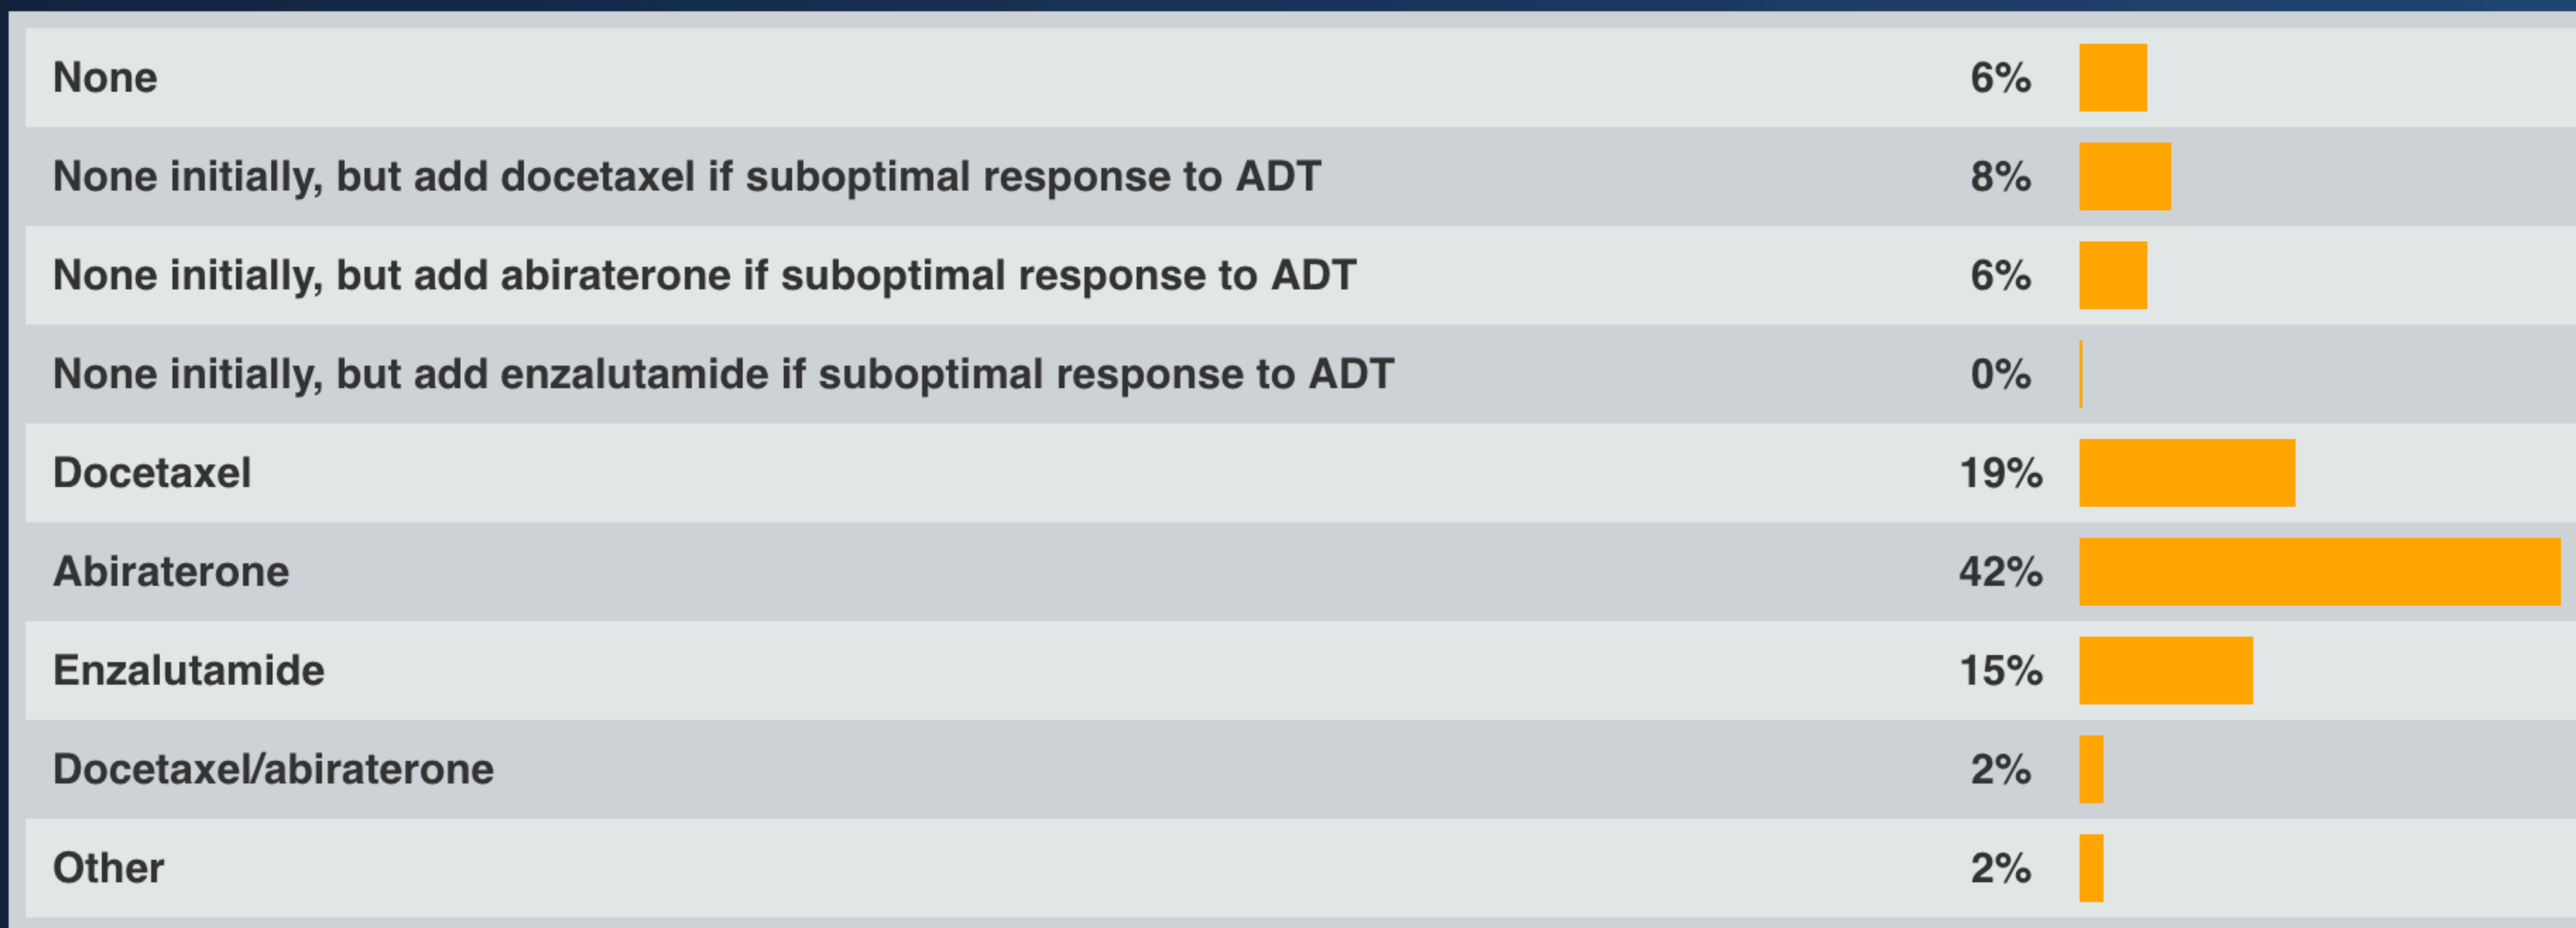 None 6%
None initially, but add docetaxel if suboptimal response to ADT 8%
None initially, but add abiraterone if suboptimal response to ADT 6%
None initially, but add enzalutamide if suboptimal response to ADT 0%
Docetaxel 19%
Abiraterone 42%
Enzalutamide 15%
Docetaxel/abiraterone 2%
Other 2%